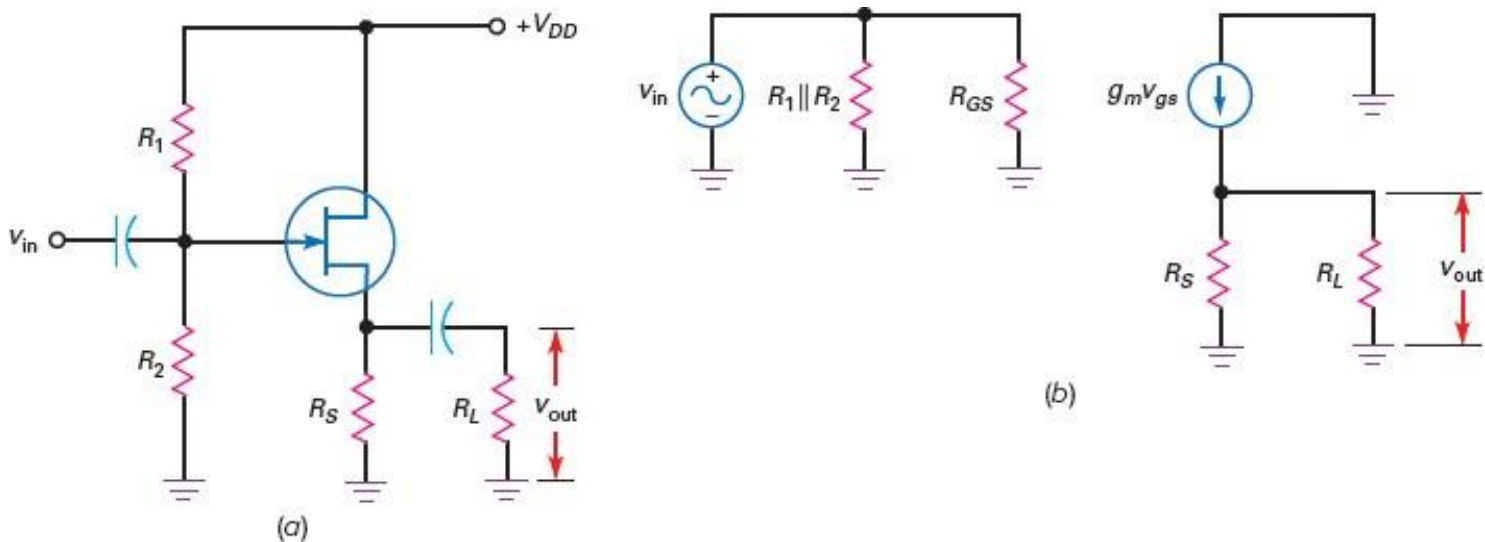 +V_DD
R_1
v_in
R_2
R_S
R_L
v_out
(a)
v_in
R_1||R_2
R_GS
g_m v_gs
R_S
R_L
v_out
(b)